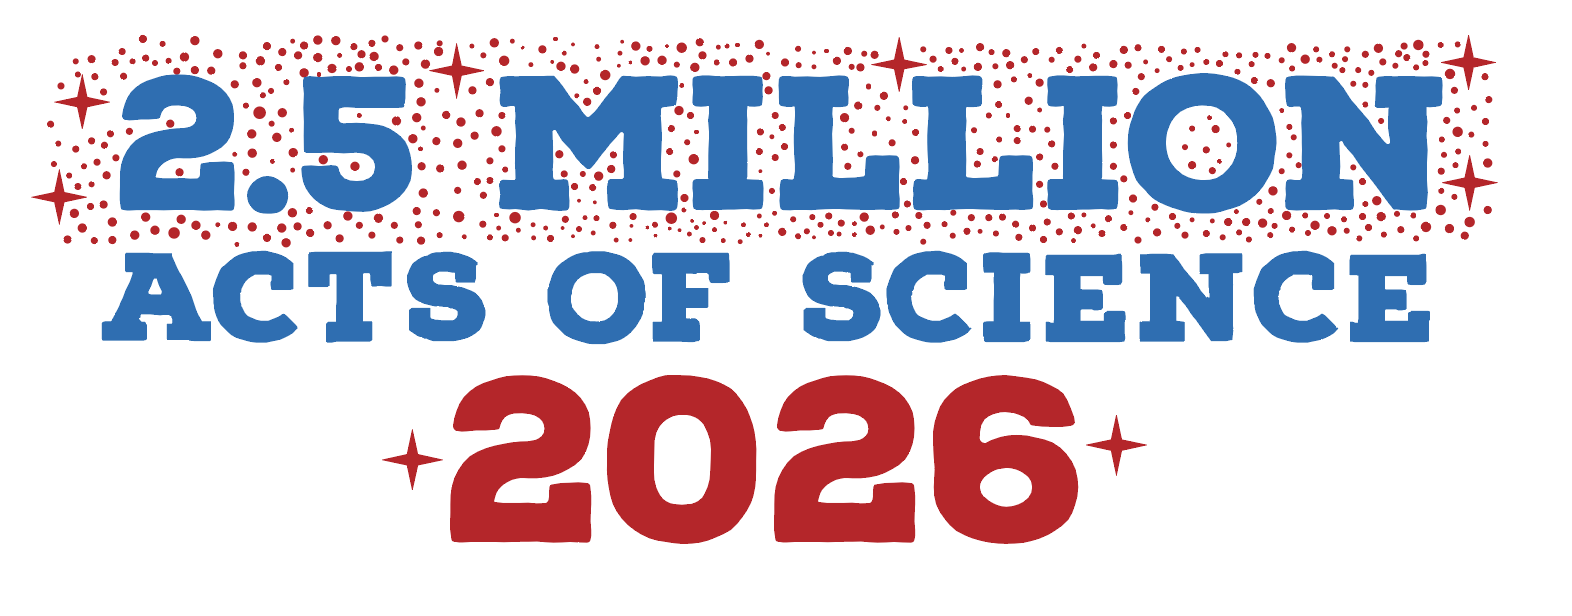 2.5 MILLION
ACTS OF SCIENCE
2026